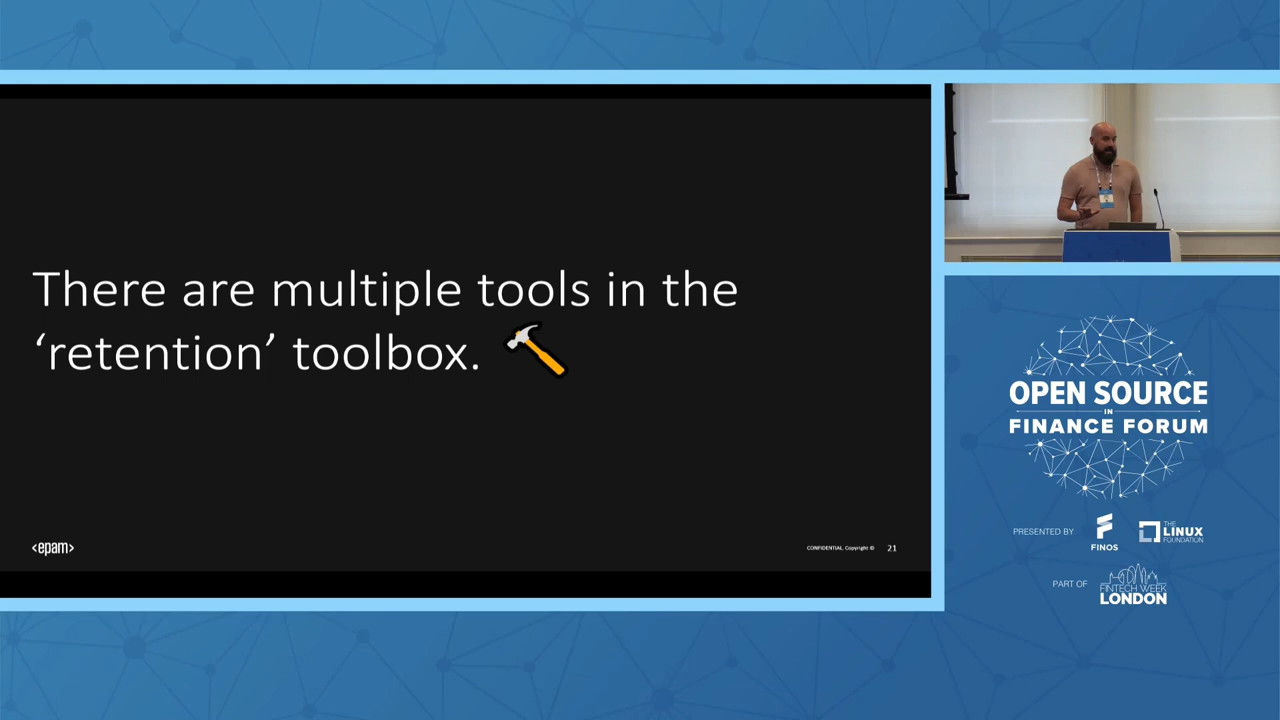 There are multiple tools in the
‘retention’ toolbox.
<epam>
CONFIDENTIAL Copyright ©
21
OPEN SOURCE
IN
FINANCE FORUM
PRESENTED BY
FINOS
THE
LINUX
FOUNDATION
PART OF
FINTECH WEEK
LONDON